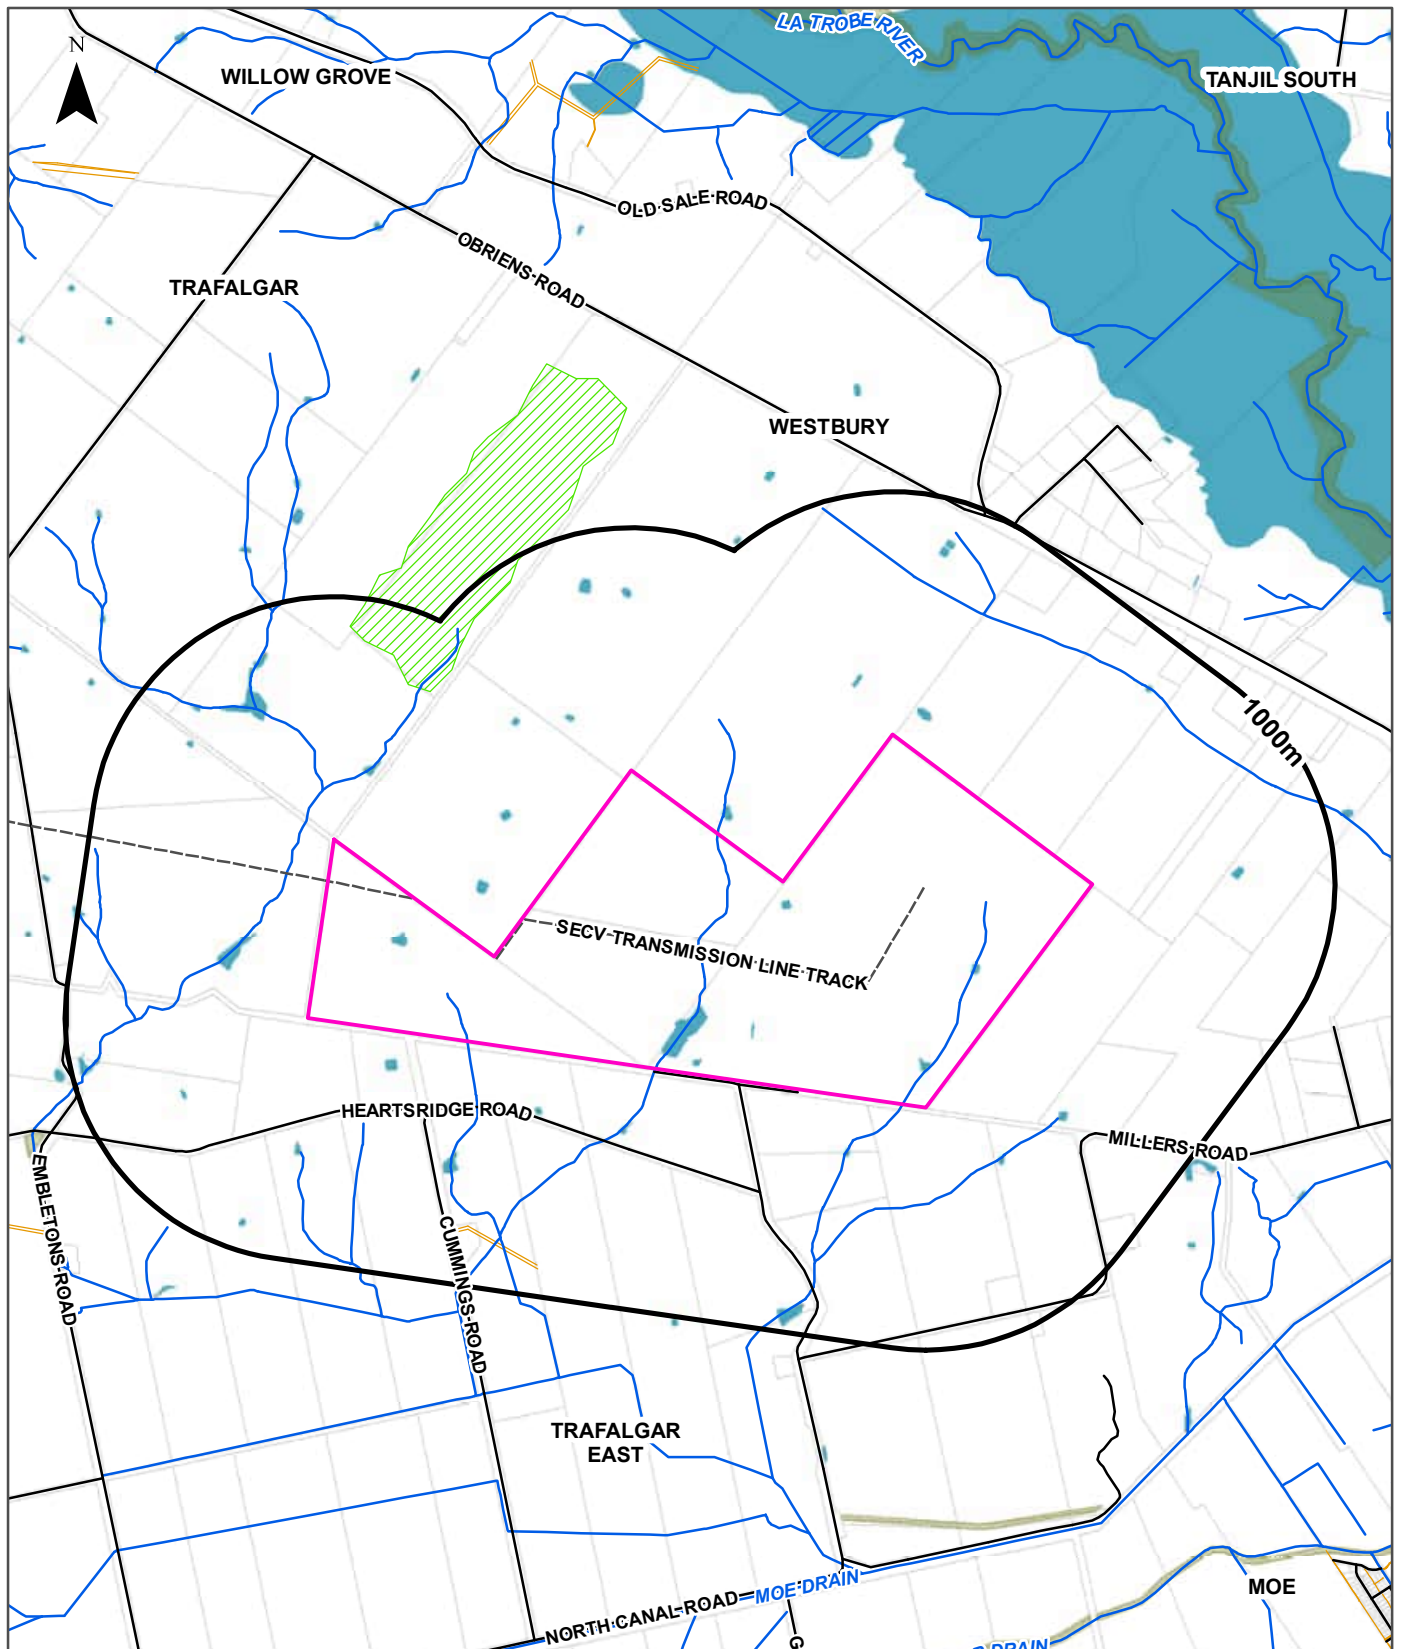 LA TROBE RIVER
N
WILLOW GROVE
TANJIL SOUTH
OLD SALE ROAD
OBRIENS ROAD
TRAFALGAR
WESTBURY
1000m
SECV TRANSMISSION LINE TRACK
HEARTSRIDGE ROAD
MILLERS ROAD
EMBLETONS ROAD
CUMMINGS ROAD
TRAFALGAR
EAST
MOE DRAIN
MOE
NORTH CANAL ROAD
G
DRAIN